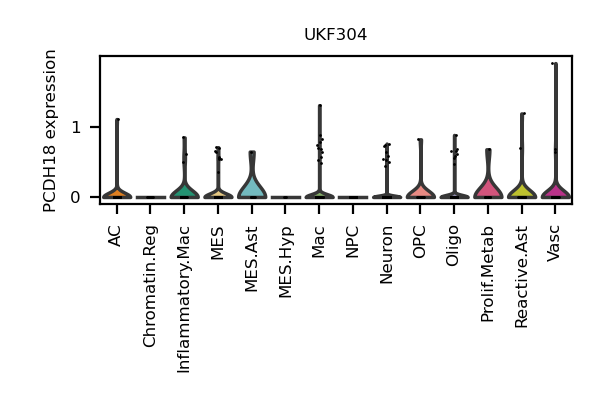 UKF304
PCDH18 expression
1
0
AC
Chromatin.Reg
Inflammatory.Mac
MES
MES.Ast
MES.Hyp
Mac
NPC
Neuron
OPC
Oligo
Prolif.Metab
Reactive.Ast
Vasc